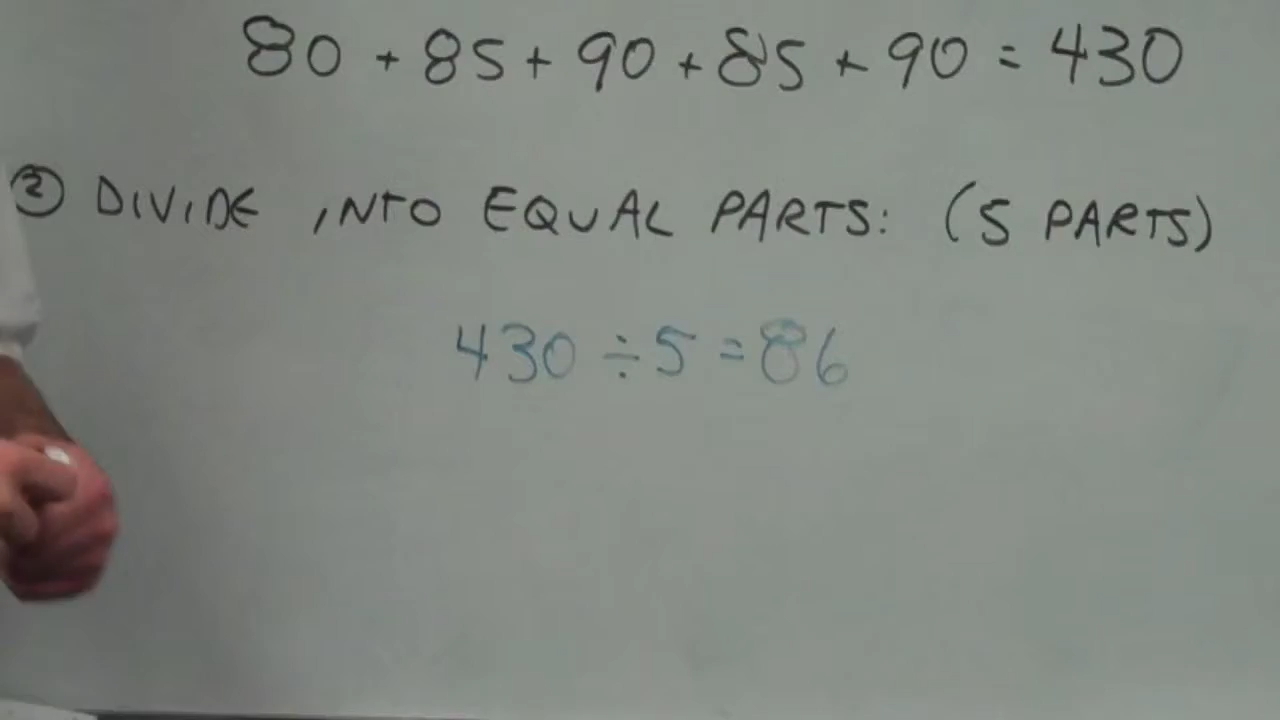 80 + 85 + 90 + 85 + 90 = 430
② DIVIDE INTO EQUAL PARTS: (5 PARTS)
430 ÷ 5 = 86